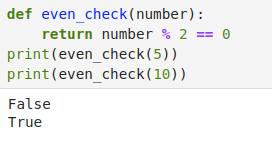 def even_check(number):
    return number % 2 == 0
print(even_check(5))
print(even_check(10))
False
True